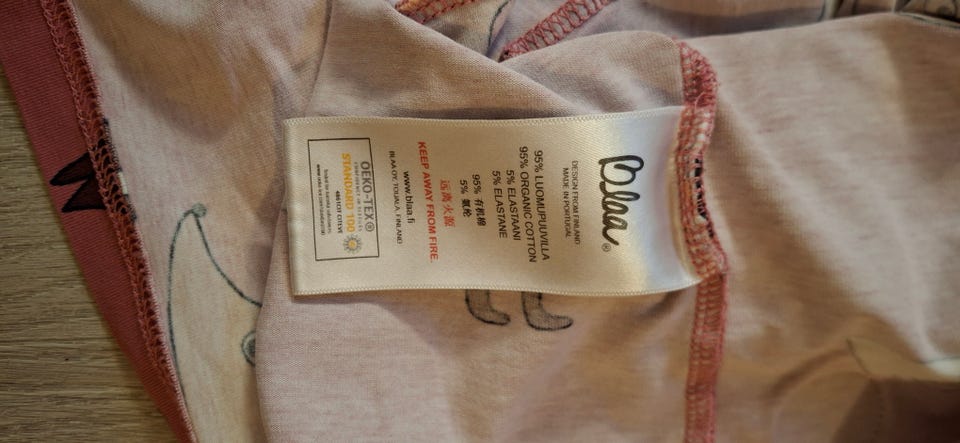 Blaa®
DESIGN FROM FINLAND
MADE IN PORTUGAL
95% LUOMUPUUVILLA
5% ELASTAANI
95% ORGANIC COTTON
5% ELASTANE
95% 有机棉
5% 氨纶
远离火源
KEEP AWAY FROM FIRE.
www.blaa.fi
BLAA OY, TOIJALA, FINLAND
OEKO-TEX®
STANDARD 100